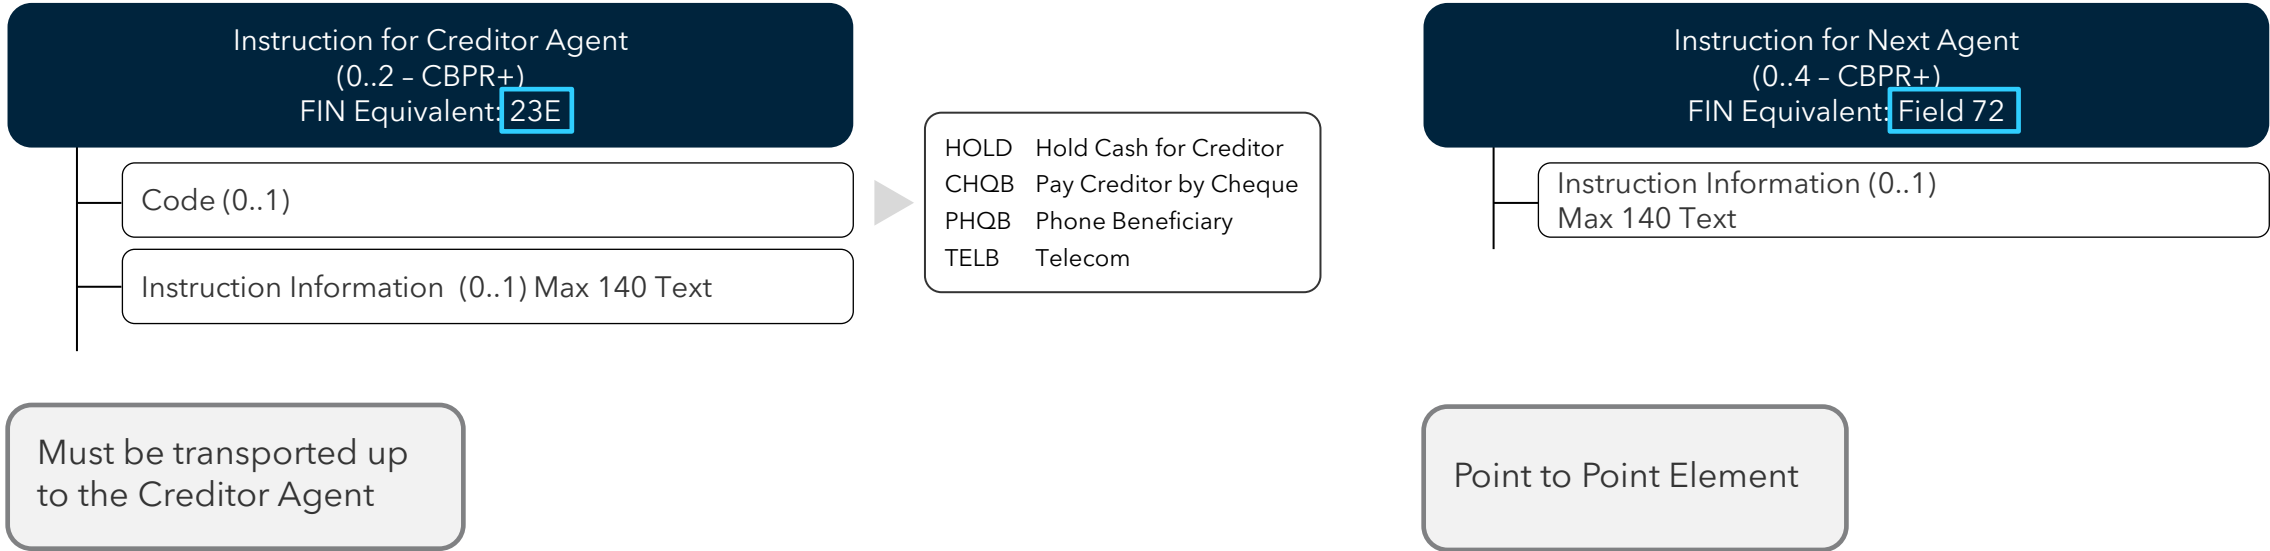 Instruction for Creditor Agent
(0..2 – CBPR+)
FIN Equivalent: 23E
Code (0..1)
Instruction Information (0..1) Max 140 Text
HOLD Hold Cash for Creditor
CHQB Pay Creditor by Cheque
PHQB Phone Beneficiary
TELB Telecom
Must be transported up
to the Creditor Agent
Instruction for Next Agent
(0..4 – CBPR+)
FIN Equivalent: Field 72
Instruction Information (0..1)
Max 140 Text
Point to Point Element